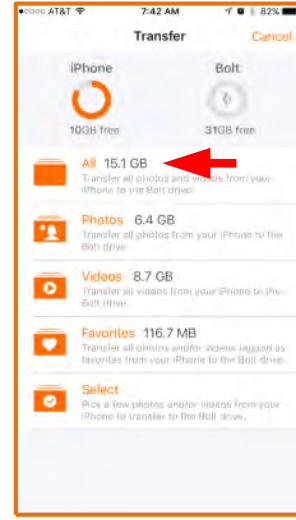 AT&T 7:42 AM 82%
Transfer Cancel
iPhone Bolt
10GB free 31GB free
All 15.1 GB
Transfer all photos and videos from your
iPhone to the Bolt drive.
Photos 6.4 GB
Transfer all photos from your iPhone to the
Bolt drive.
Videos 8.7 GB
Transfer all videos from your iPhone to the
Bolt drive.
Favorites 116.7 MB
Transfer all photos and/or videos tagged as
favorites from your iPhone to the Bolt drive.
Select
Pick a few photos and/or videos from your
iPhone to transfer to the Bolt drive.